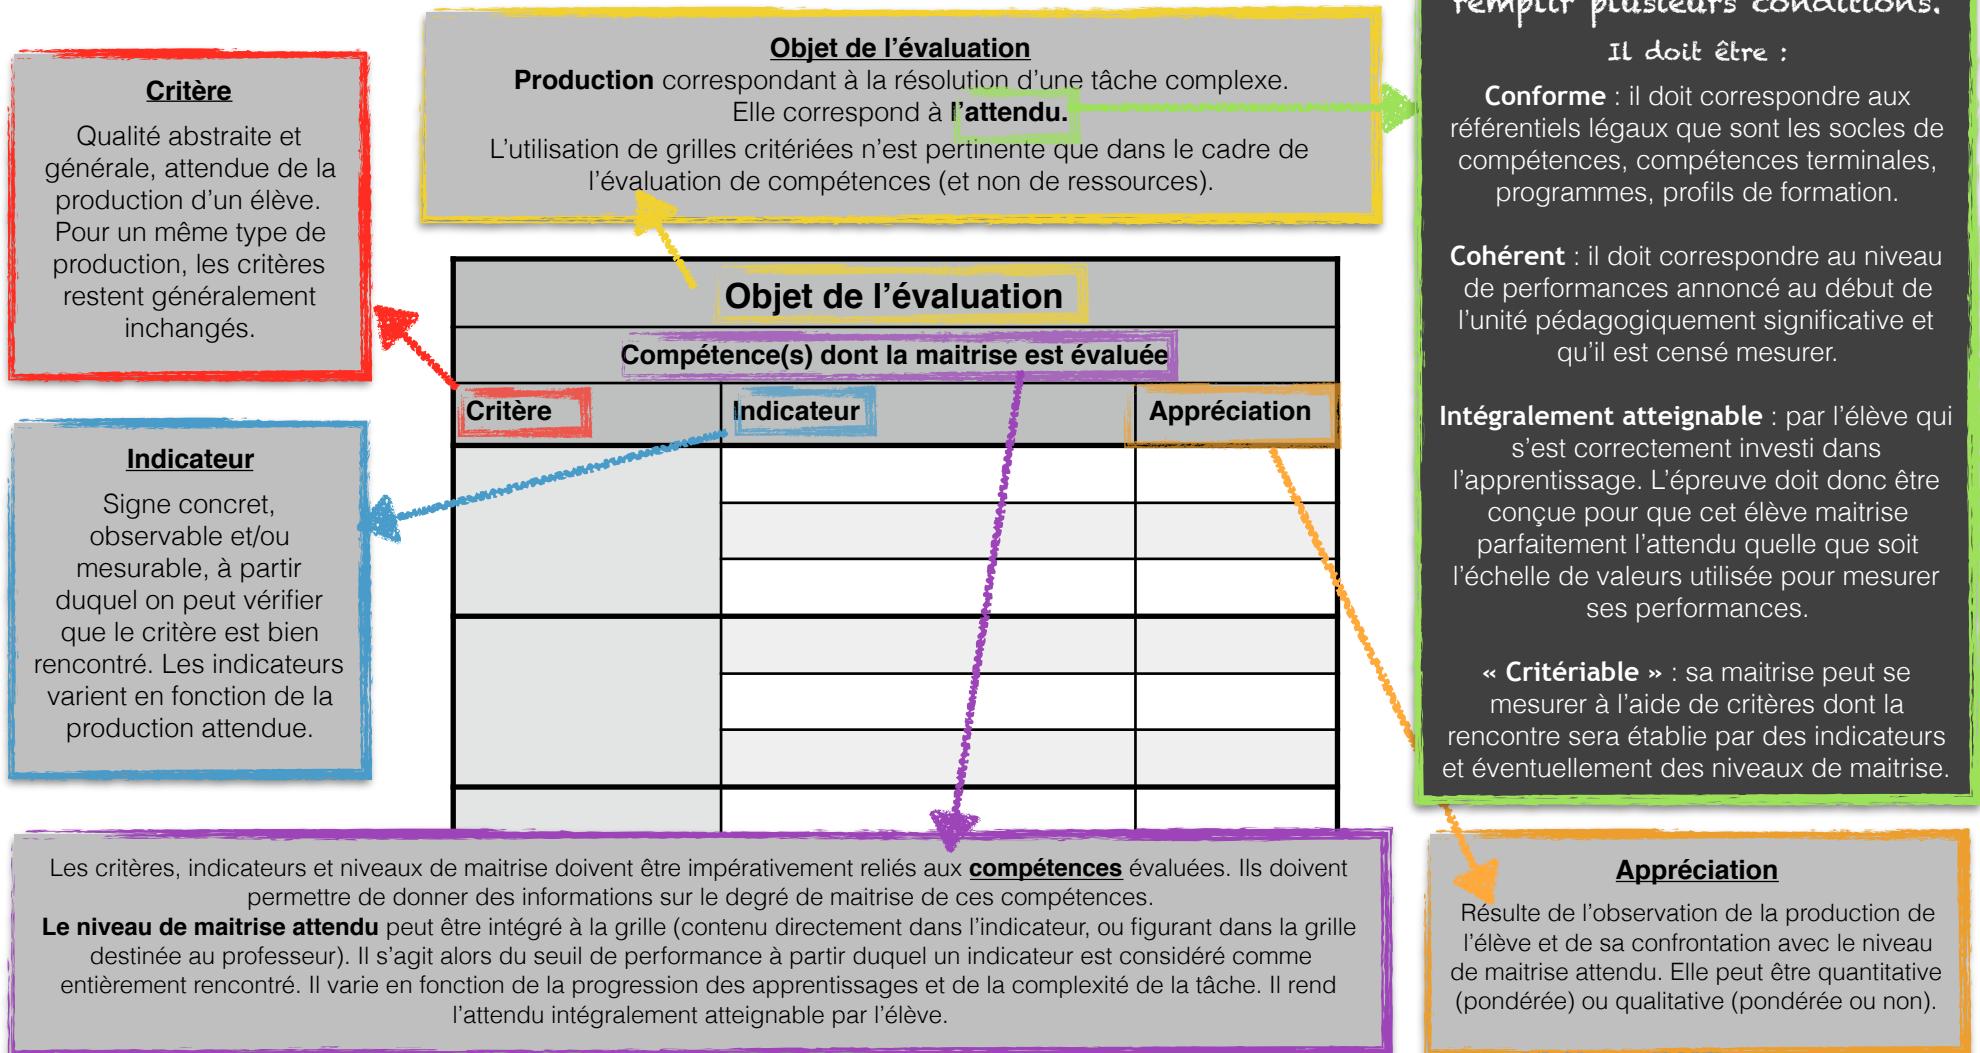 Critère
Qualité abstraite et
générale, attendue de la
production d’un élève.
Pour un même type de
production, les critères
restent généralement
inchangés.
Indicateur
Signe concret,
observable et/ou
mesurable, à partir
duquel on peut vérifier
que le critère est bien
rencontré. Les indicateurs
varient en fonction de la
production attendue.
Objet de l’évaluation
Production correspondant à la résolution d’une tâche complexe.
Elle correspond à l’attendu.
L’utilisation de grilles critériées n’est pertinente que dans le cadre de
l’évaluation de compétences (et non de ressources).
Objet de l’évaluation
Compétence(s) dont la maitrise est évaluée
Critère Indicateur Appréciation
remplir plusieurs conditions.
Il doit être :
Conforme : il doit correspondre aux
référentiels légaux que sont les socles de
compétences, compétences terminales,
programmes, profils de formation.
Cohérent : il doit correspondre au niveau
de performances annoncé au début de
l’unité pédagogiquement significative et
qu’il est censé mesurer.
Intégralement atteignable : par l’élève qui
s’est correctement investi dans
l’apprentissage. L’épreuve doit donc être
conçue pour que cet élève maitrise
parfaitement l’attendu quelle que soit
l’échelle de valeurs utilisée pour mesurer
ses performances.
« Critériable » : sa maitrise peut se
mesurer à l’aide de critères dont la
rencontre sera établie par des indicateurs
et éventuellement des niveaux de maitrise.
Les critères, indicateurs et niveaux de maitrise doivent être impérativement reliés aux compétences évaluées. Ils doivent
permettre de donner des informations sur le degré de maitrise de ces compétences.
Le niveau de maitrise attendu peut être intégré à la grille (contenu directement dans l’indicateur, ou figurant dans la grille
destinée au professeur). Il s’agit alors du seuil de performance à partir duquel un indicateur est considéré comme
entièrement rencontré. Il varie en fonction de la progression des apprentissages et de la complexité de la tâche. Il rend
l’attendu intégralement atteignable par l’élève.
Appréciation
Résulte de l’observation de la production de
l’élève et de sa confrontation avec le niveau
de maitrise attendu. Elle peut être quantitative
(pondérée) ou qualitative (pondérée ou non).